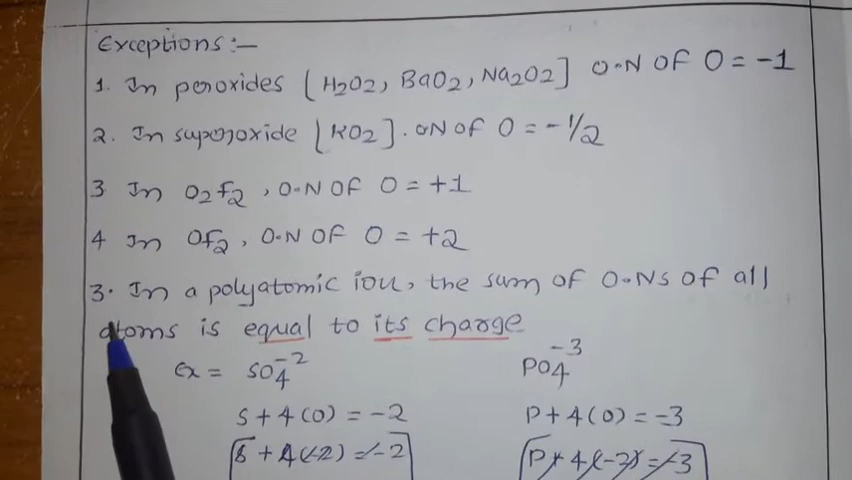 Exceptions:-
1. In peroxides [H2O2, BaO2, Na2O2] O.N OF O = -1
2. In superoxide [KO2]. ON OF O = -1/2
3 In O2F2, O.N OF O = +1
4 In OF2, O.N OF O = +2
3. In a polyatomic ion, the sum of O.Ns of all
atoms is equal to its charge
Ex = SO4-2 PO4-3
S + 4(O) = -2 P + 4(O) = -3
S + 4(-2) = -2 P + 4(-3) = -3